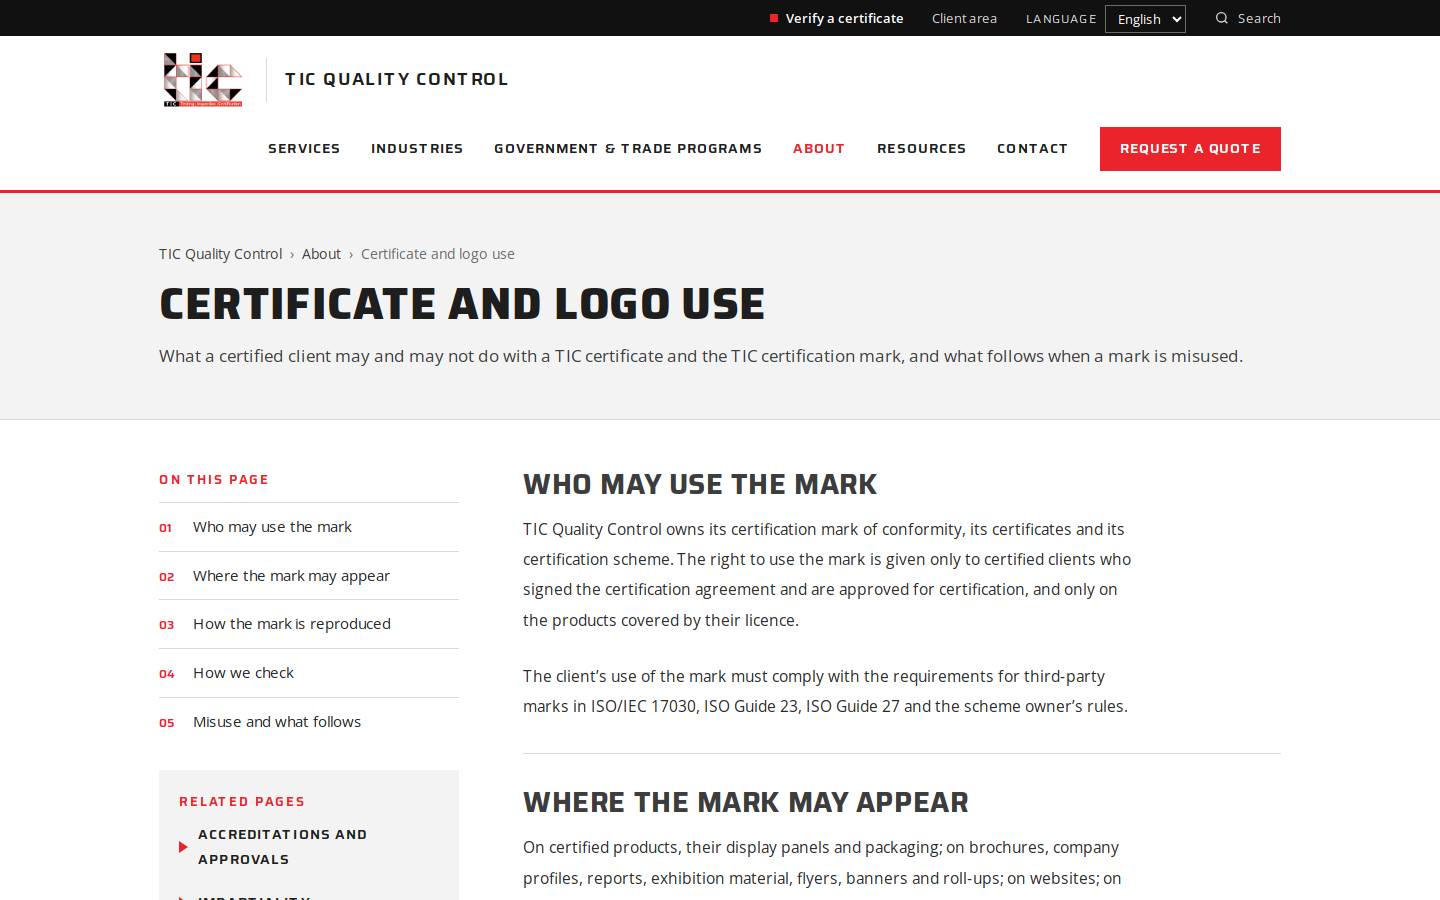 Verify a certificate
Client area
LANGUAGE
English
Search
TIC QUALITY CONTROL
SERVICES
INDUSTRIES
GOVERNMENT & TRADE PROGRAMS
ABOUT
RESOURCES
CONTACT
REQUEST A QUOTE
TIC Quality Control › About › Certificate and logo use
CERTIFICATE AND LOGO USE
What a certified client may and may not do with a TIC certificate and the TIC certification mark, and what follows when a mark is misused.
ON THIS PAGE
01 Who may use the mark
02 Where the mark may appear
03 How the mark is reproduced
04 How we check
05 Misuse and what follows
RELATED PAGES
ACCREDITATIONS AND
APPROVALS
IMPARTIALITY
WHO MAY USE THE MARK
TIC Quality Control owns its certification mark of conformity, its certificates and its
certification scheme. The right to use the mark is given only to certified clients who
signed the certification agreement and are approved for certification, and only on
the products covered by their licence.
The client’s use of the mark must comply with the requirements for third-party
marks in ISO/IEC 17030, ISO Guide 23, ISO Guide 27 and the scheme owner’s rules.
WHERE THE MARK MAY APPEAR
On certified products, their display panels and packaging; on brochures, company
profiles, reports, exhibition material, flyers, banners and roll-ups; on websites; on